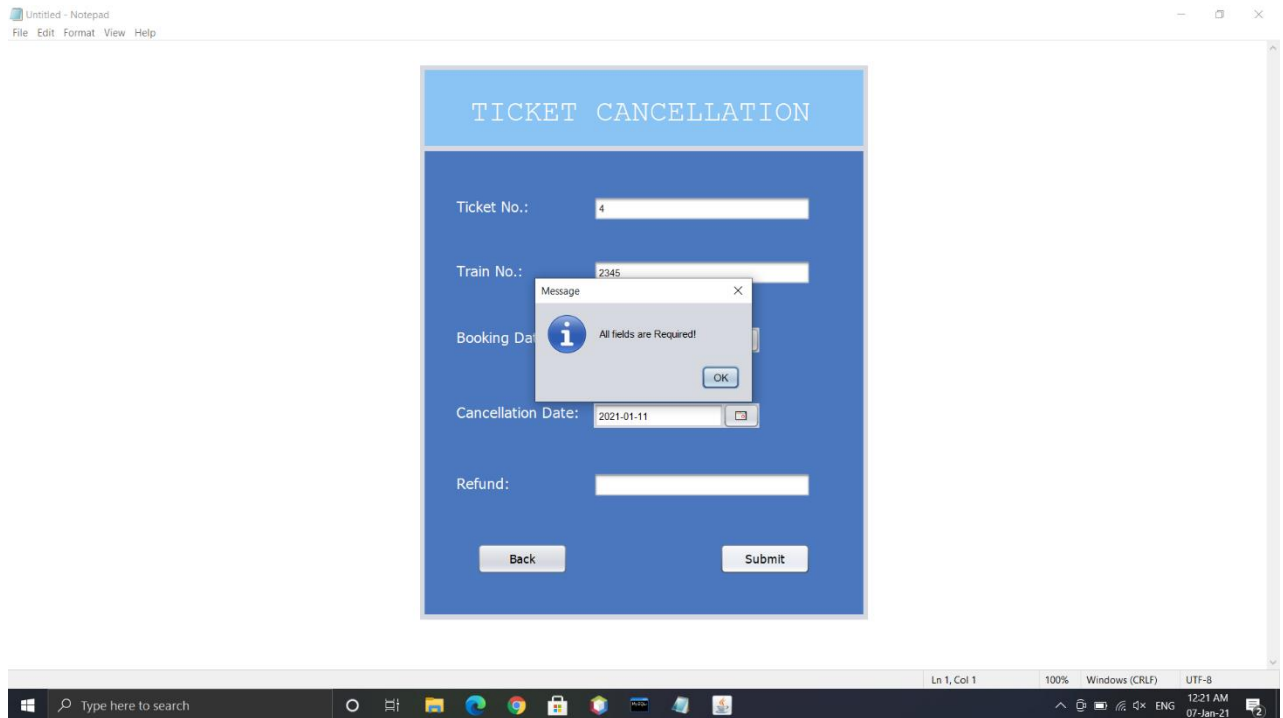 Untitled - Notepad
File Edit Format View Help
TICKET CANCELLATION
Ticket No.: 4
Train No.: 2345
Message
All fields are Required!
OK
Booking Da
Cancellation Date: 2021-01-11
Refund:
Back Submit
Ln 1, Col 1 100% Windows (CRLF) UTF-8
Type here to search
ENG 12:21 AM
07-Jan-21
2